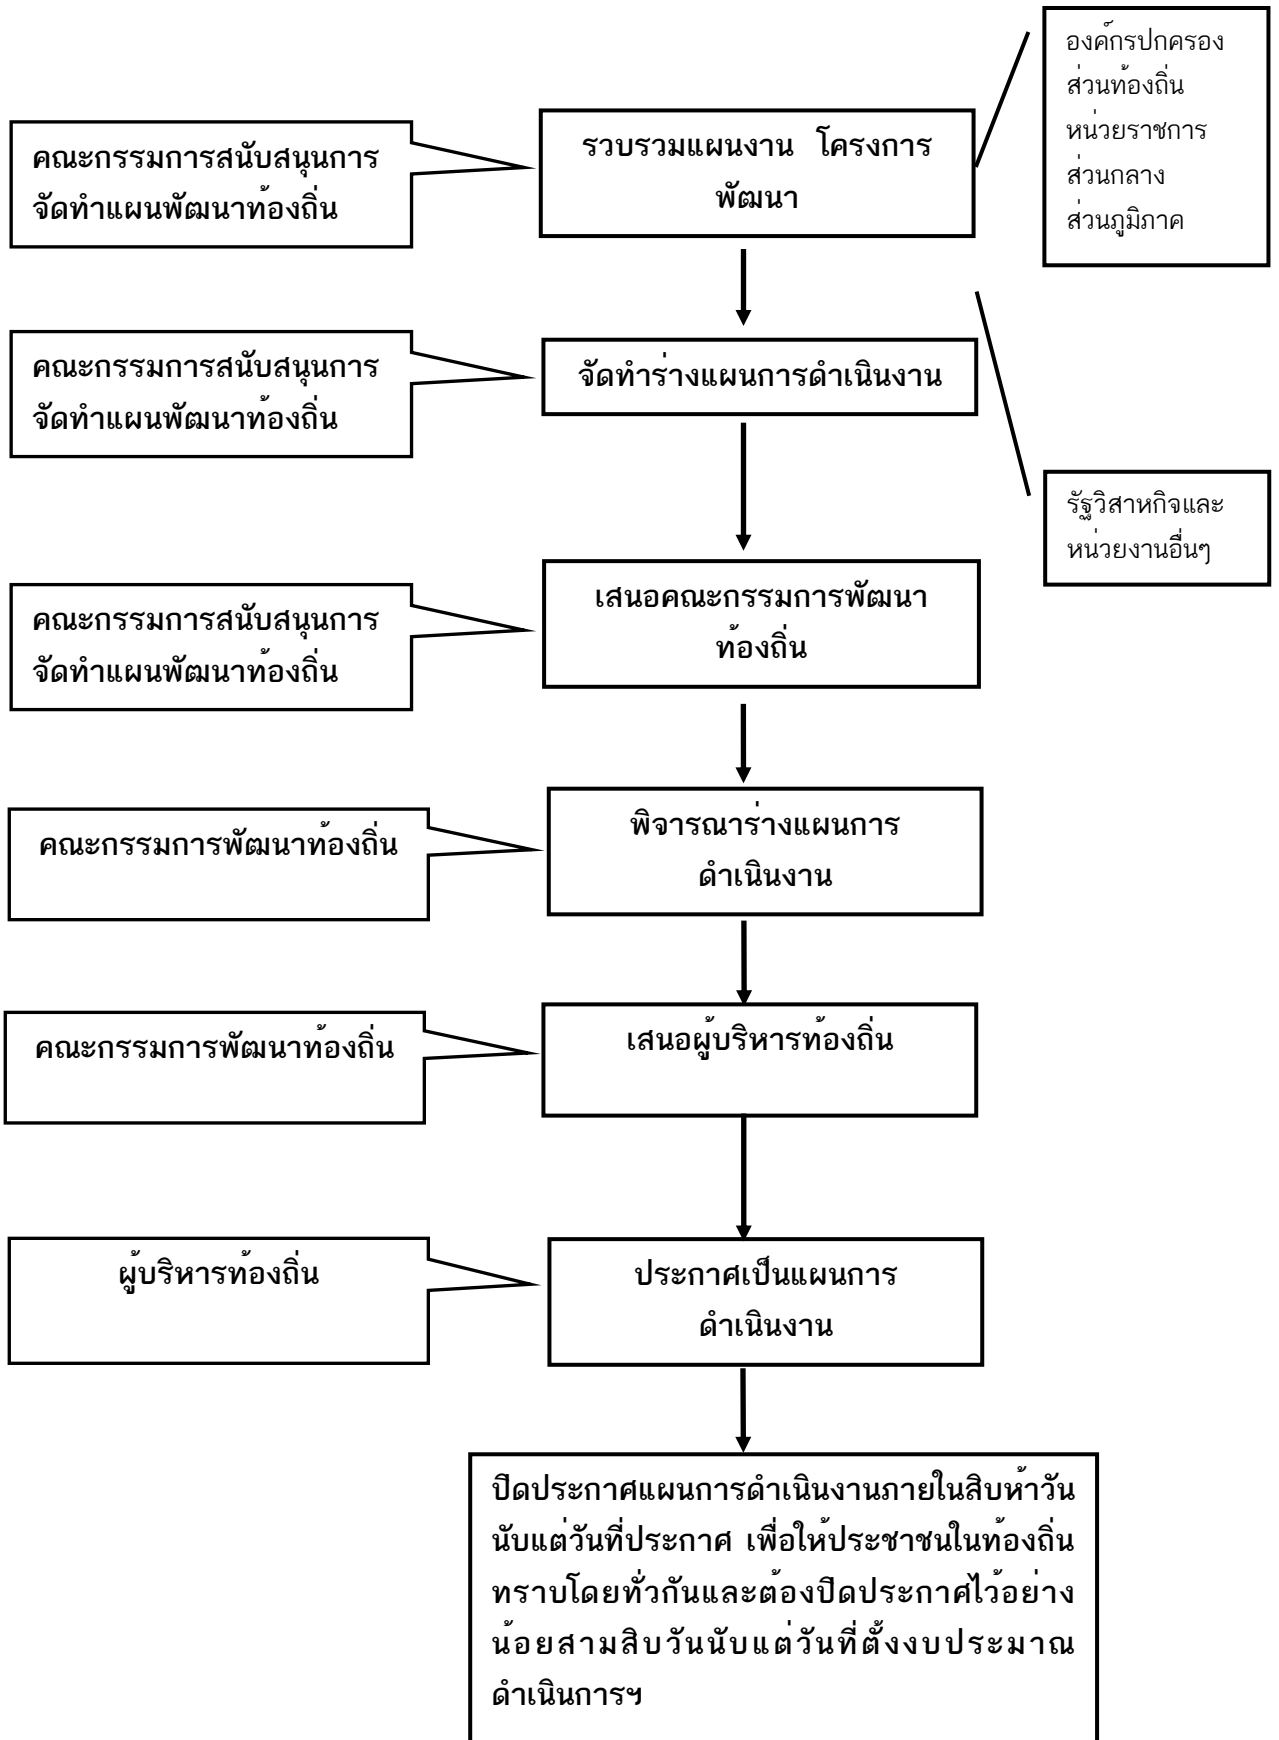 องค์กรปกครอง
ส่วนท้องถิ่น
หน่วยราชการ
ส่วนกลาง
ส่วนภูมิภาค
คณะกรรมการสนับสนุนการ
จัดทำแผนพัฒนาท้องถิ่น
รวบรวมแผนงาน โครงการ
พัฒนา
คณะกรรมการสนับสนุนการ
จัดทำแผนพัฒนาท้องถิ่น
จัดทำร่างแผนการดำเนินงาน
รัฐวิสาหกิจและ
หน่วยงานอื่นๆ
คณะกรรมการสนับสนุนการ
จัดทำแผนพัฒนาท้องถิ่น
เสนอคณะกรรมการพัฒนา
ท้องถิ่น
คณะกรรมการพัฒนาท้องถิ่น
พิจารณาร่างแผนการ
ดำเนินงาน
คณะกรรมการพัฒนาท้องถิ่น
เสนอผู้บริหารท้องถิ่น
ผู้บริหารท้องถิ่น
ประกาศเป็นแผนการ
ดำเนินงาน
ปิดประกาศแผนการดำเนินงานภายในสิบห้าวัน
นับแต่วันที่ประกาศ เพื่อให้ประชาชนในท้องถิ่น
ทราบโดยทั่วกันและต้องปิดประกาศไว้อย่าง
น้อยสามสิบวันนับแต่วันที่ตั้งงบประมาณ
ดำเนินการฯ